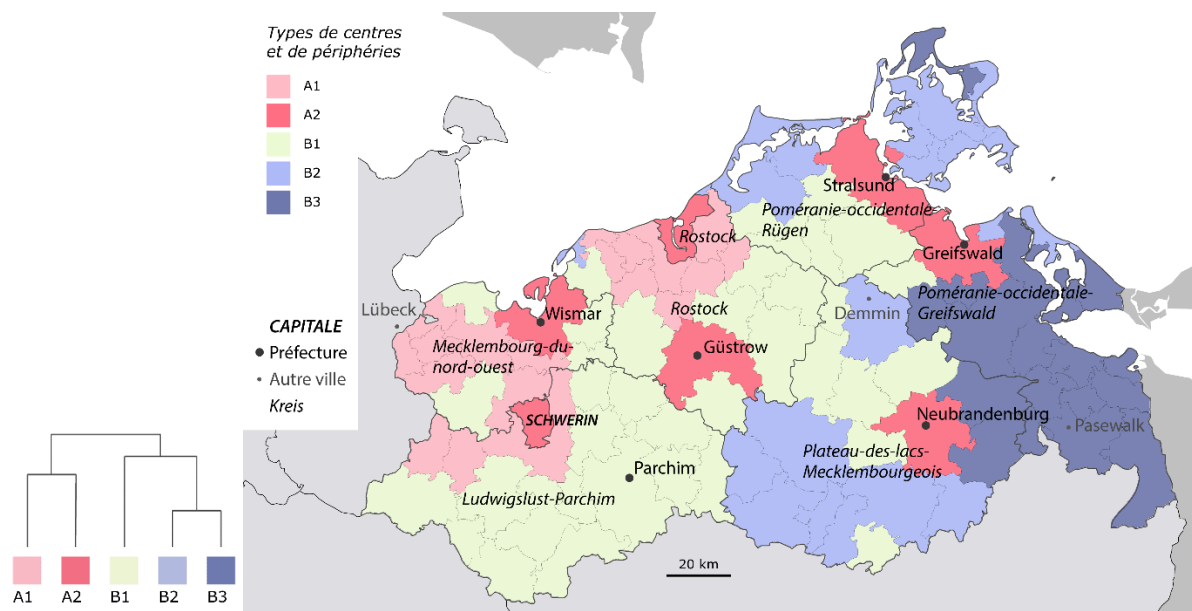 Types de centres
et de périphéries
A1
A2
B1
B2
B3
Lübeck
CAPITALE
Préfecture
Autre ville
Kreis
Stralsund
Poméranie-occidentale-
Rügen
Rostock
Greifswald
Poméranie-occidentale-
Greifswald
Rostock
Demmin
Wismar
Mecklembourg-du-
nord-ouest
Güstrow
SCHWERIN
Neubrandenburg
Pasewalk
Plateau-des-lacs-
Mecklembourgeois
Parchim
Ludwigslust-Parchim
20 km
A1 A2 B1 B2 B3